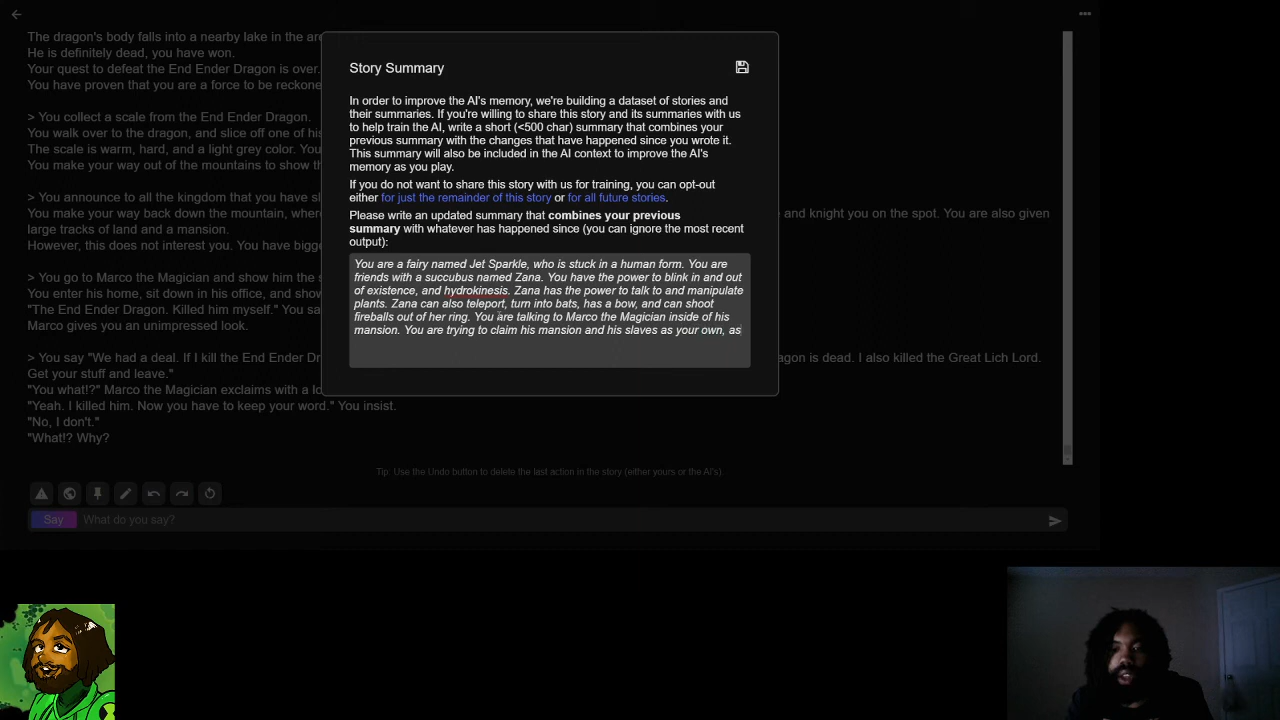 The dragon's body falls into a nearby lake in the
He is definitely dead, you have won.
Your quest to defeat the End Ender Dragon is over.
You have proven that you are a force to be
> You collect a scale from the End Ender Dragon.
You walk over to the dragon, and slice off one of
The scale is warm, hard, and a light grey color.
You make your way out of the mountains to show
> You announce to all the kingdom that you have
You make your way back down the mountain, and knight you on the spot. You are also given
large tracks of land and a mansion.
However, this does not interest you. You have
> You go to Marco the Magician and show him the
You enter his home, sit down in his office, and
"The End Ender Dragon. Killed him myself." You
Marco gives you an unimpressed look.
> You say "We had a deal. If I kill the End Ender is dead. I also killed the Great Lich Lord.
Get your stuff and leave."
"You what!?" Marco the Magician exclaims with a
"Yeah. I killed him. Now you have to keep your word." You insist.
"No, I don't."
"What!? Why?
Story Summary
In order to improve the AI's memory, we're building a dataset of stories and
their summaries. If you're willing to share this story and its summaries with us
to help train the AI, write a short (<500 char) summary that combines your
previous summary with the changes that have happened since you wrote it.
This summary will also be included in the AI context to improve the AI's
memory as you play.
If you do not want to share this story with us for training, you can opt-out
either for just the remainder of this story or for all future stories.
Please write an updated summary that combines your previous
summary with whatever has happened since (you can ignore the most recent
output):
You are a fairy named Jet Sparkle, who is stuck in a human form. You are
friends with a succubus named Zana. You have the power to blink in and out
of existence, and hydrokinesis. Zana has the power to talk to and manipulate
plants. Zana can also teleport, turn into bats, has a bow, and can shoot
fireballs out of her ring. You are talking to Marco the Magician inside of his
mansion. You are trying to claim his mansion and his slaves as your own, as
Tip: Use the Undo button to delete the last action in the story (either yours or the AI's).
Say What do you say?